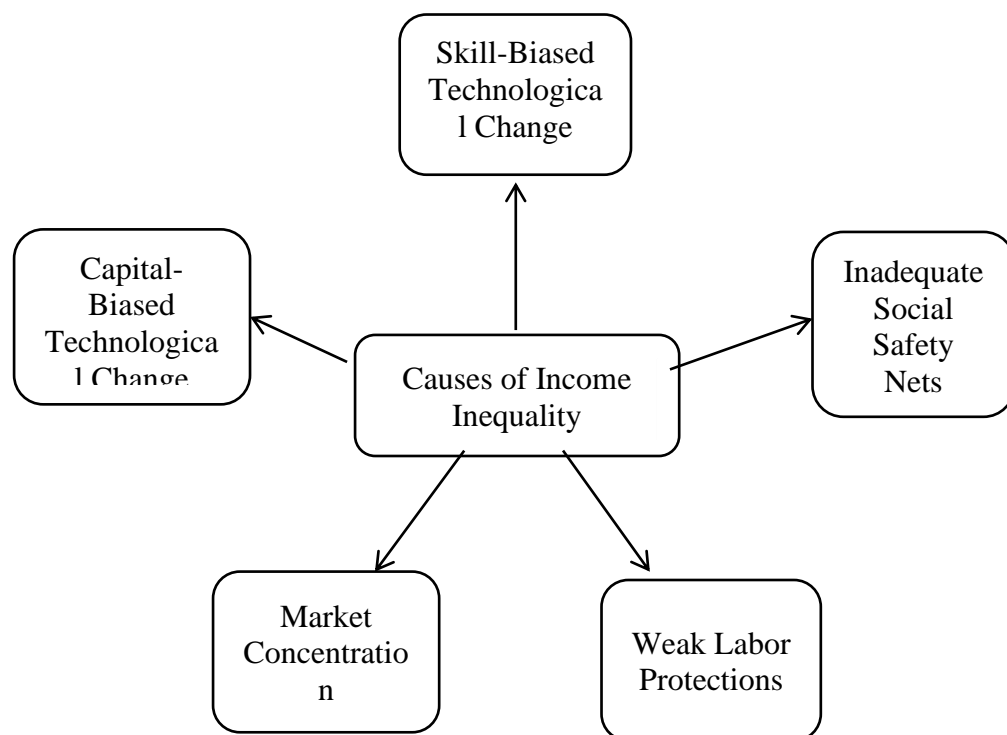 Skill-Biased
Technologica
l Change
Capital-
Biased
Technologica
l Change
Inadequate
Social
Safety
Nets
Causes of Income
Inequality
Market
Concentratio
n
Weak Labor
Protections